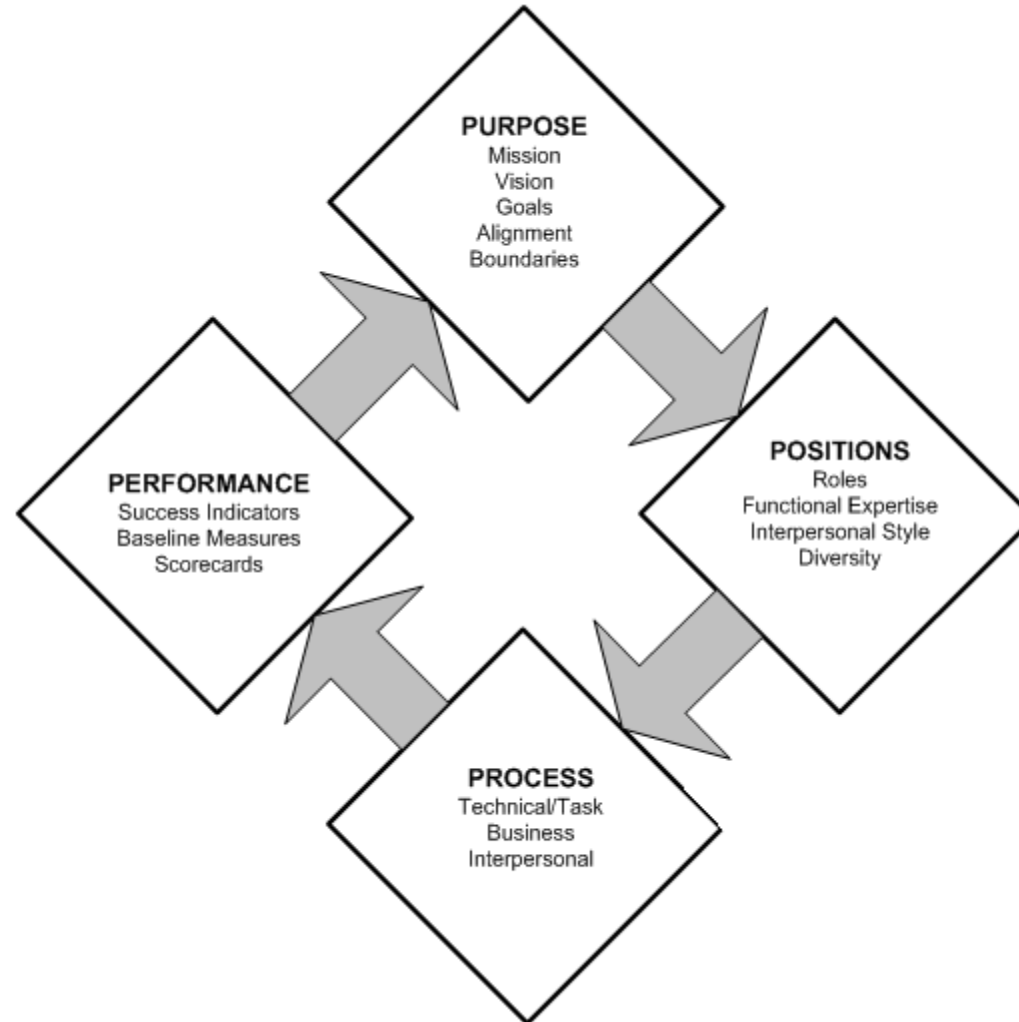 PURPOSE
Mission
Vision
Goals
Alignment
Boundaries
POSITIONS
Roles
Functional Expertise
Interpersonal Style
Diversity
PROCESS
Technical/Task
Business
Interpersonal
PERFORMANCE
Success Indicators
Baseline Measures
Scorecards